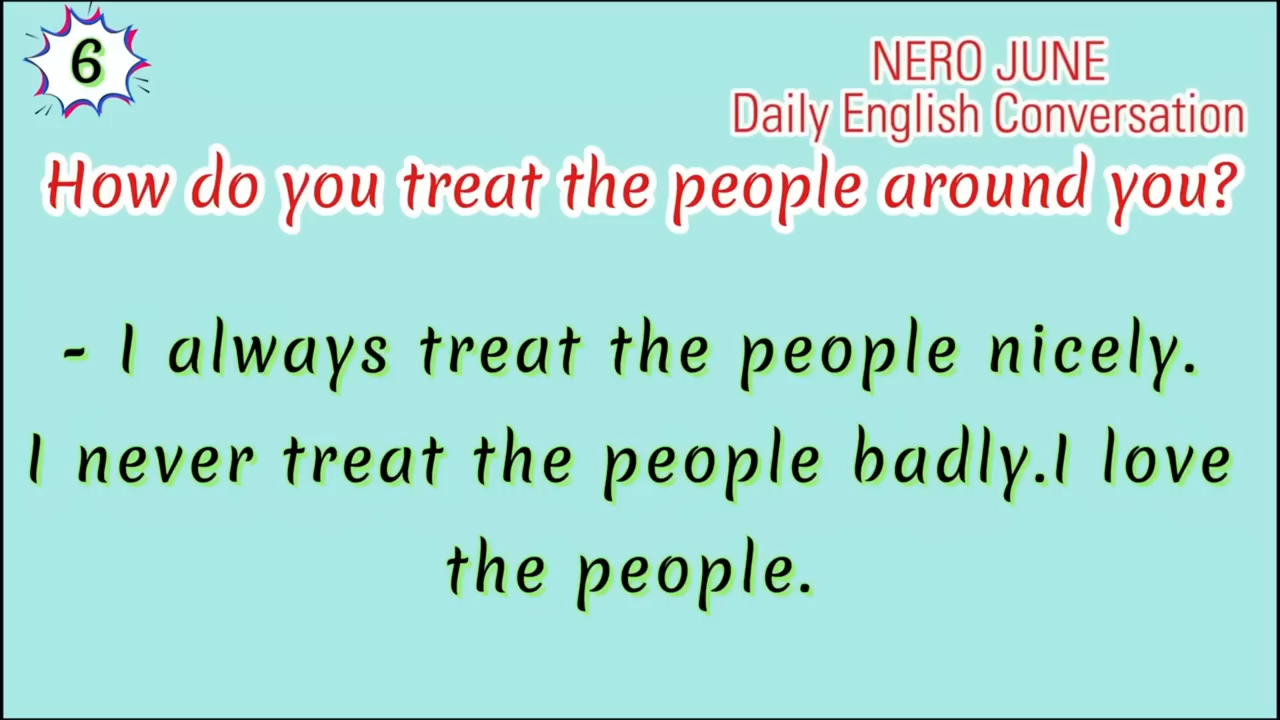 6
NERO JUNE
Daily English Conversation
How do you treat the people around you?
- I always treat the people nicely.
I never treat the people badly.I love
the people.